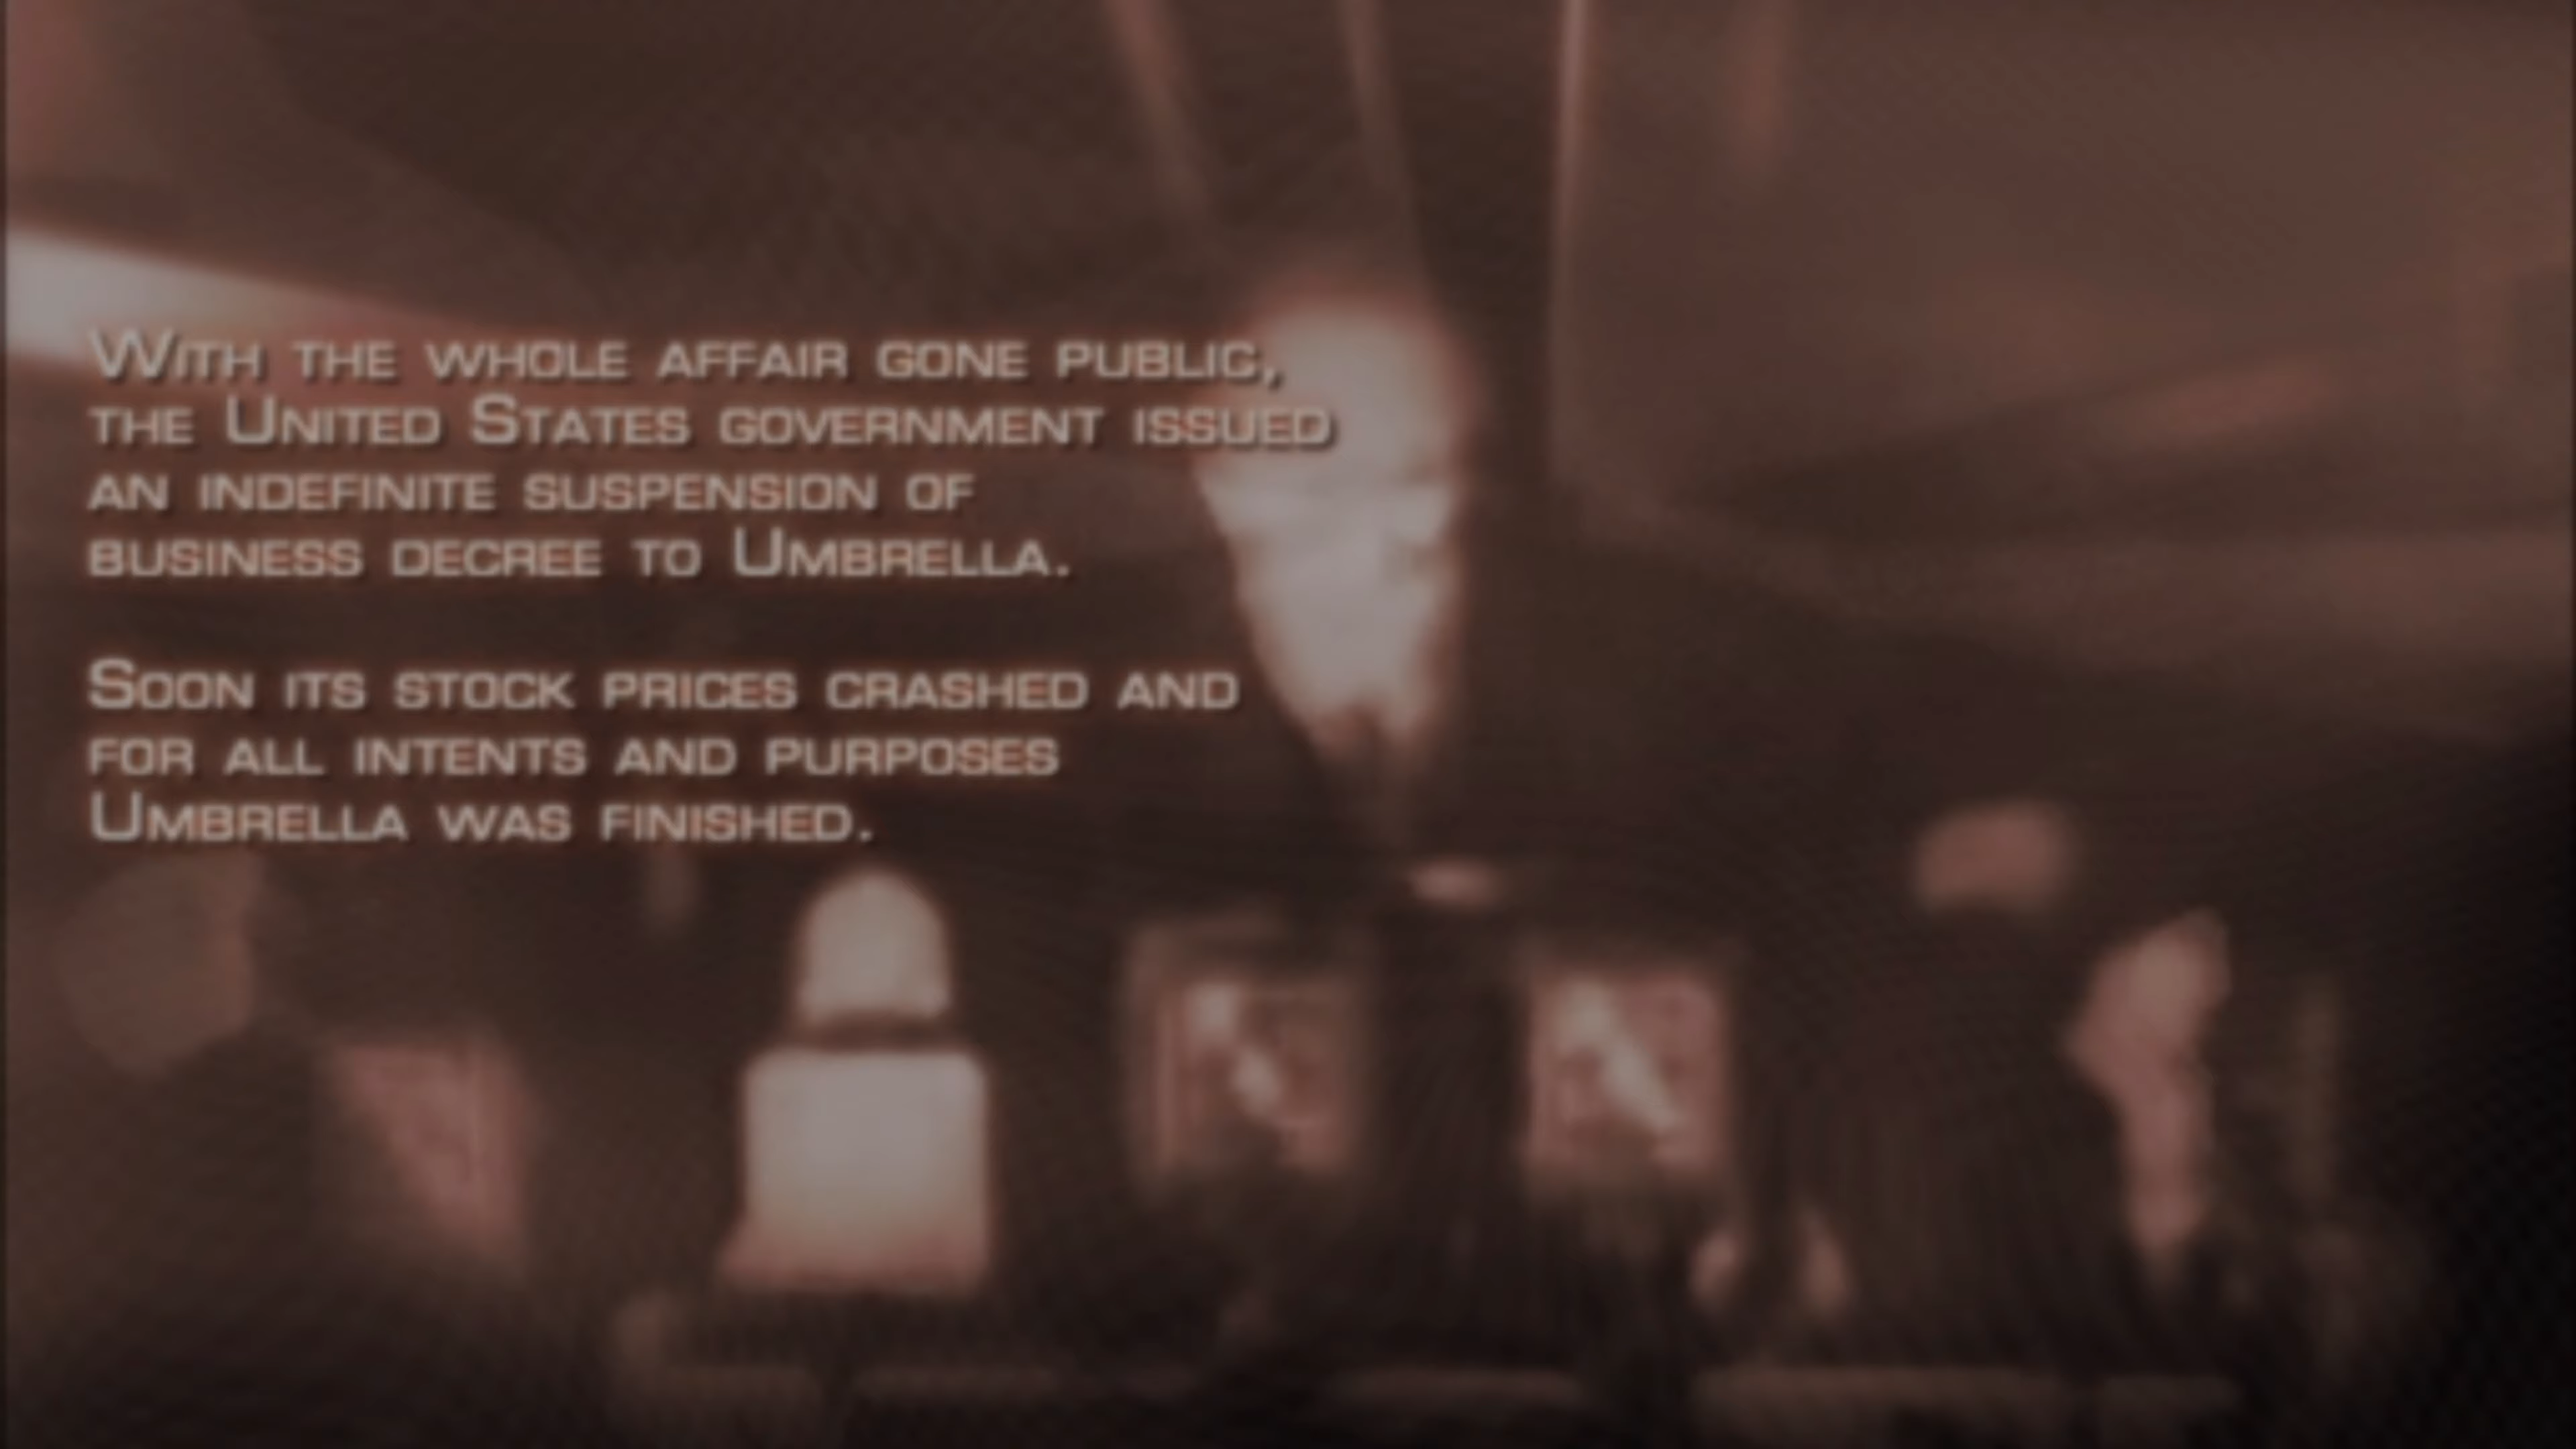 With the whole affair gone public,
the United States government issued
an indefinite suspension of
business decree to Umbrella.
Soon its stock prices crashed and
for all intents and purposes
Umbrella was finished.